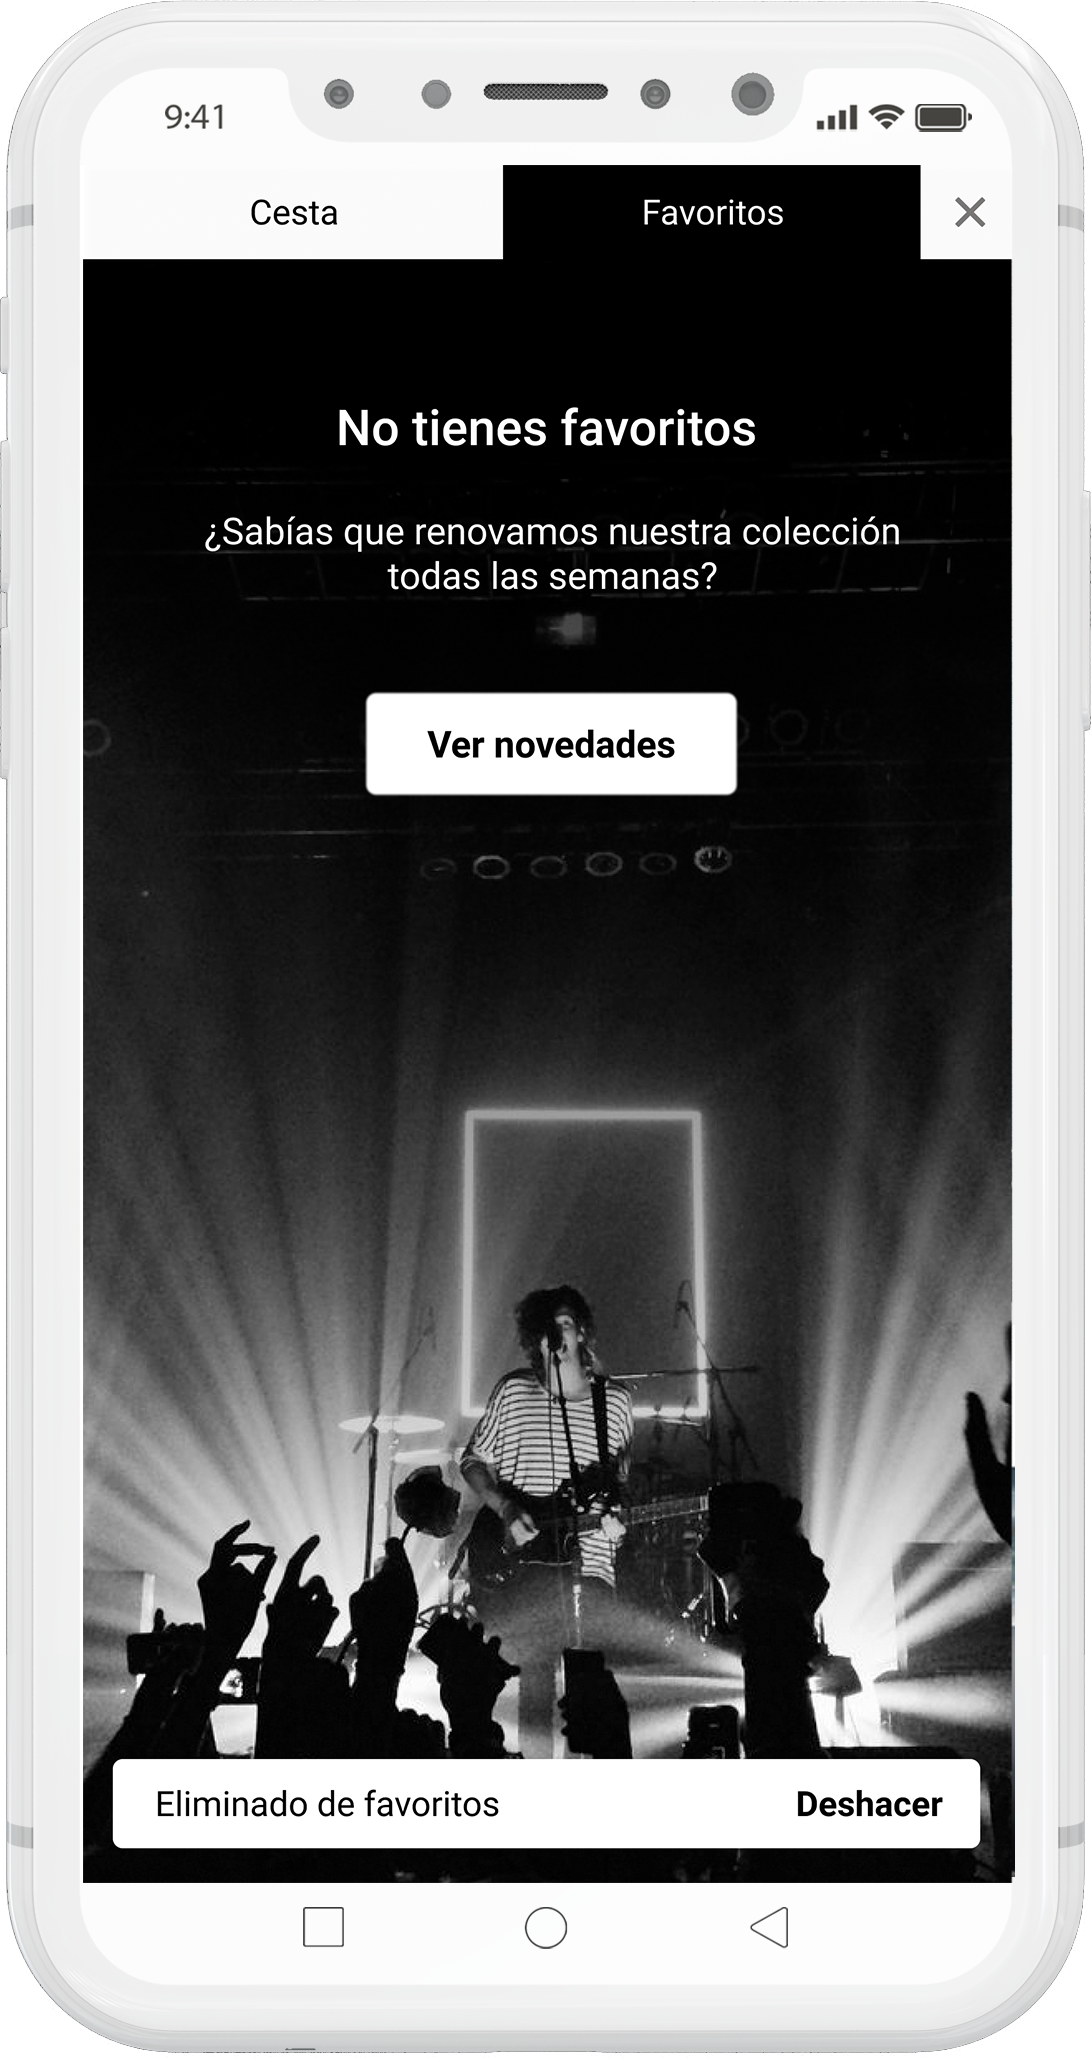 9:41
Cesta Favoritos
No tienes favoritos
¿Sabías que renovamos nuestra colección
todas las semanas?
Ver novedades
Eliminado de favoritos Deshacer